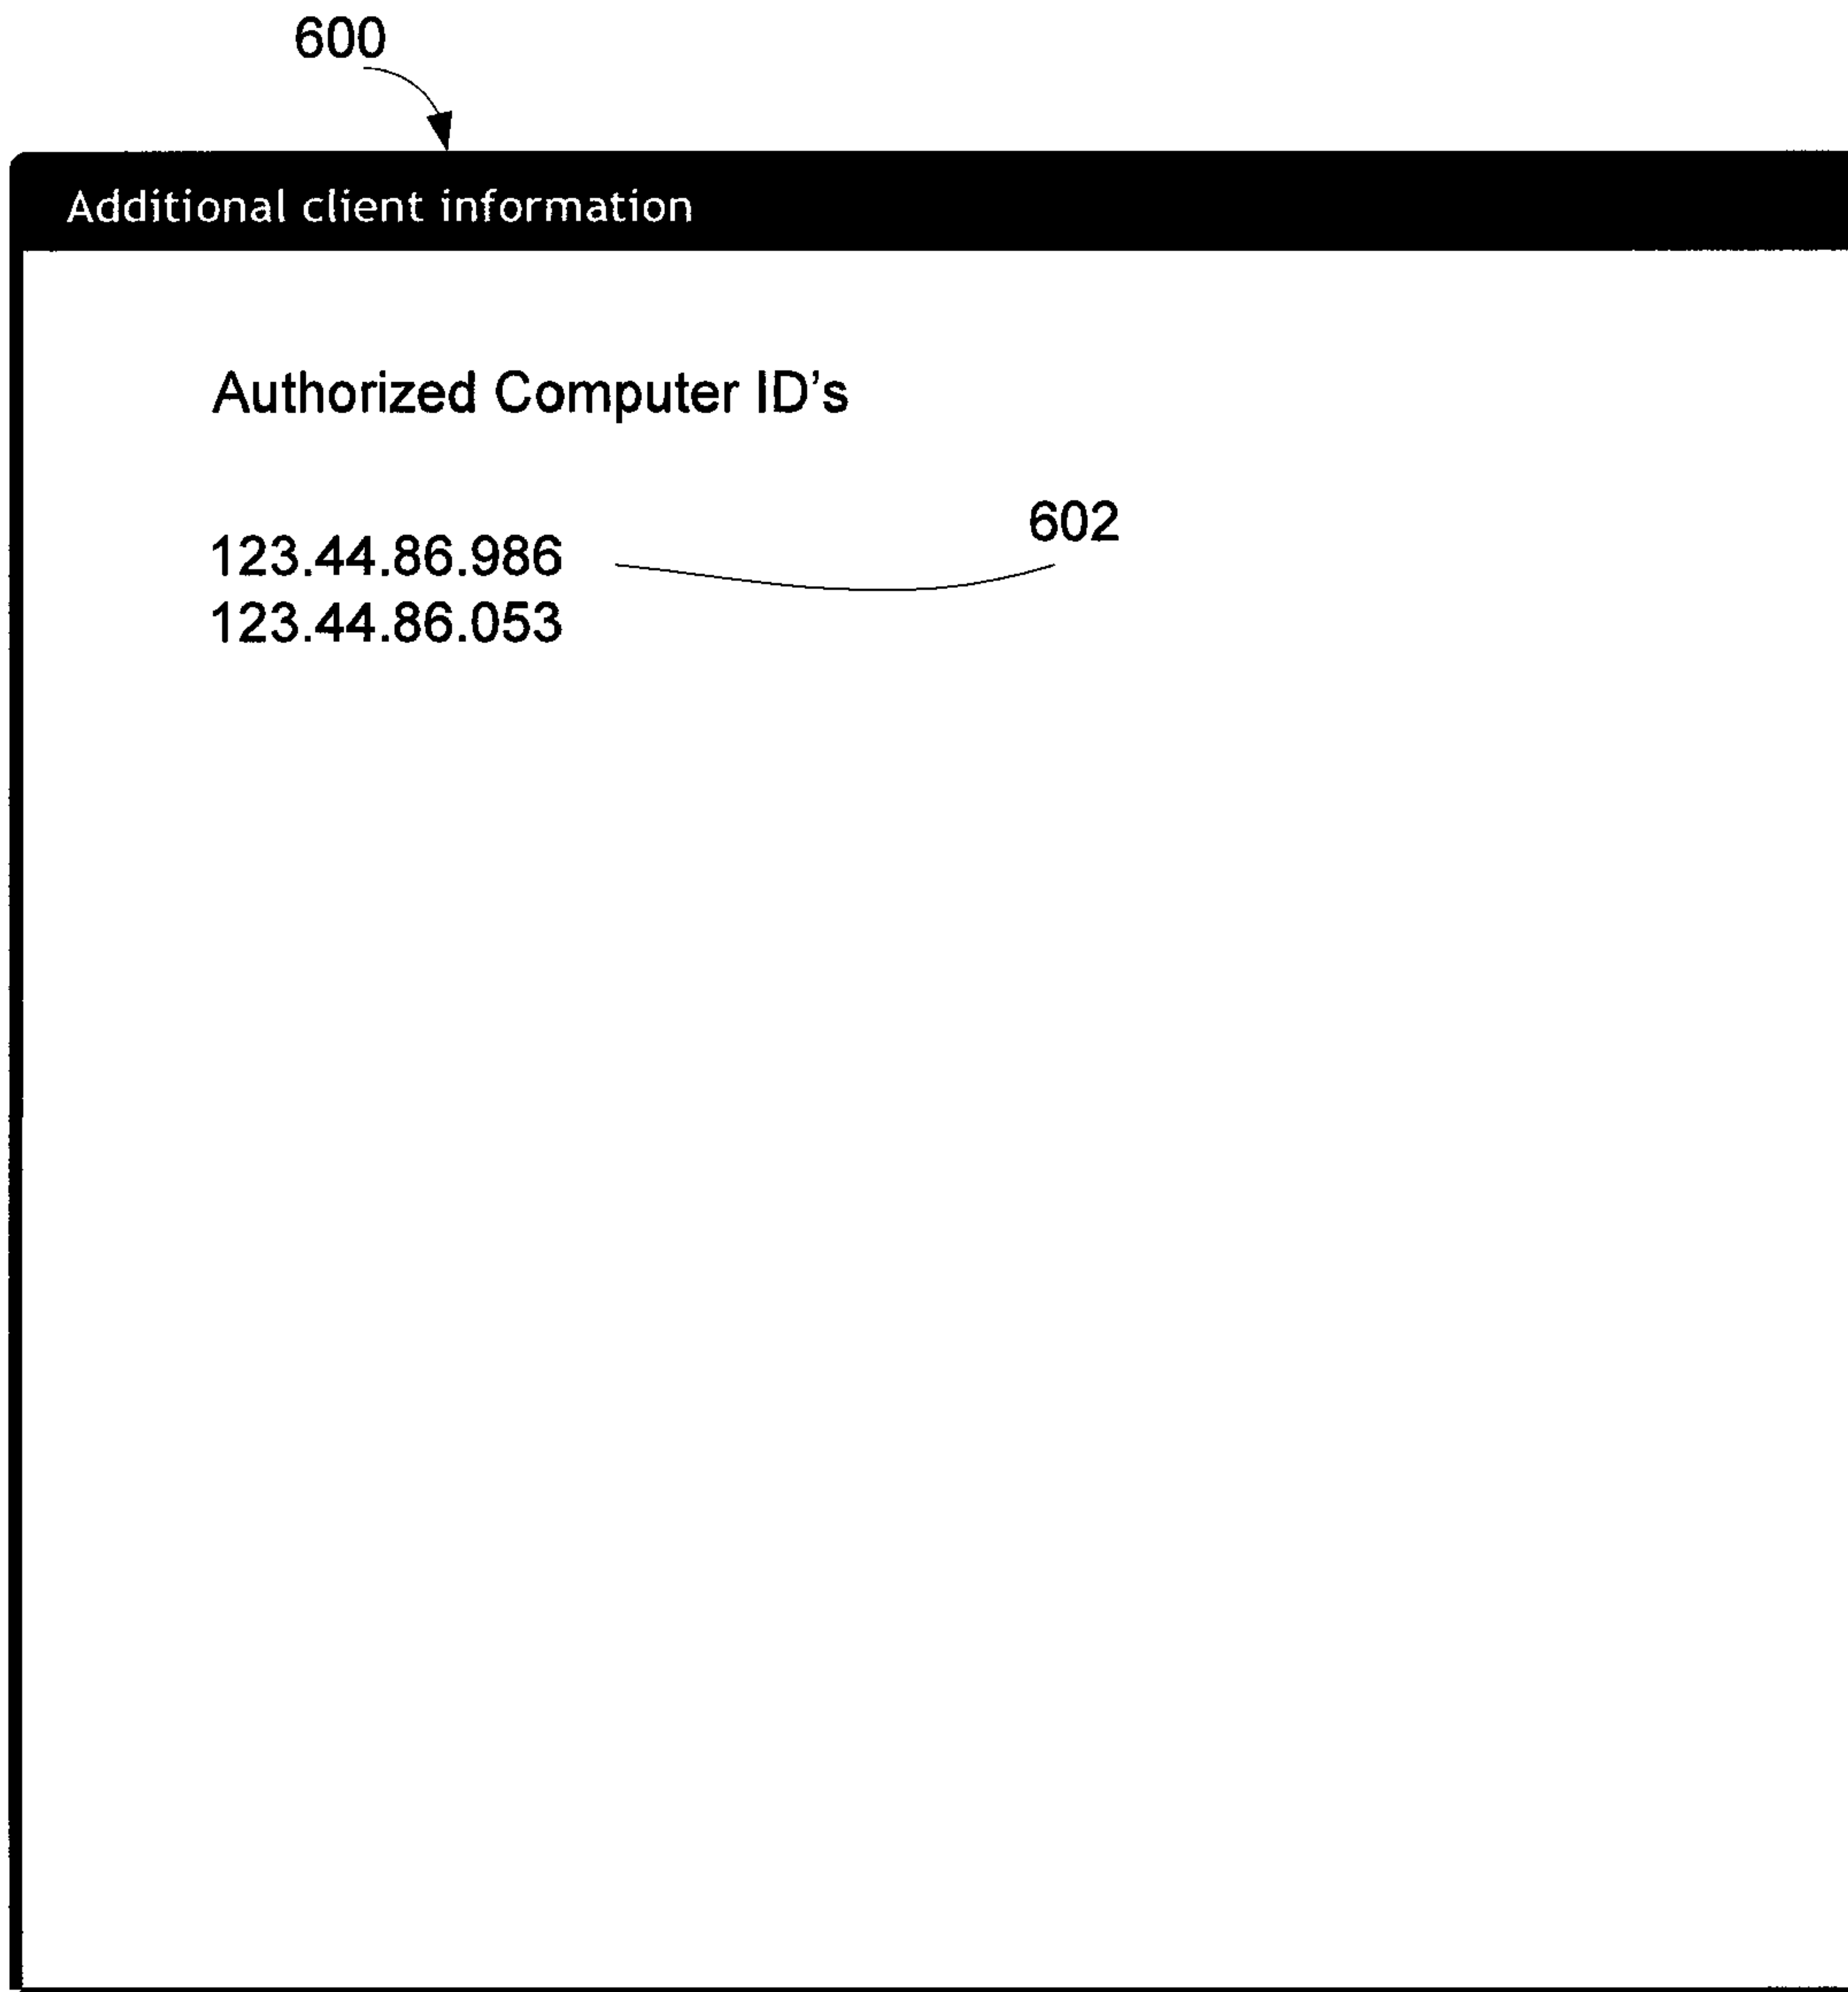 600
Additional client information
Authorized Computer ID's
602
123.44.86.986
123.44.86.053